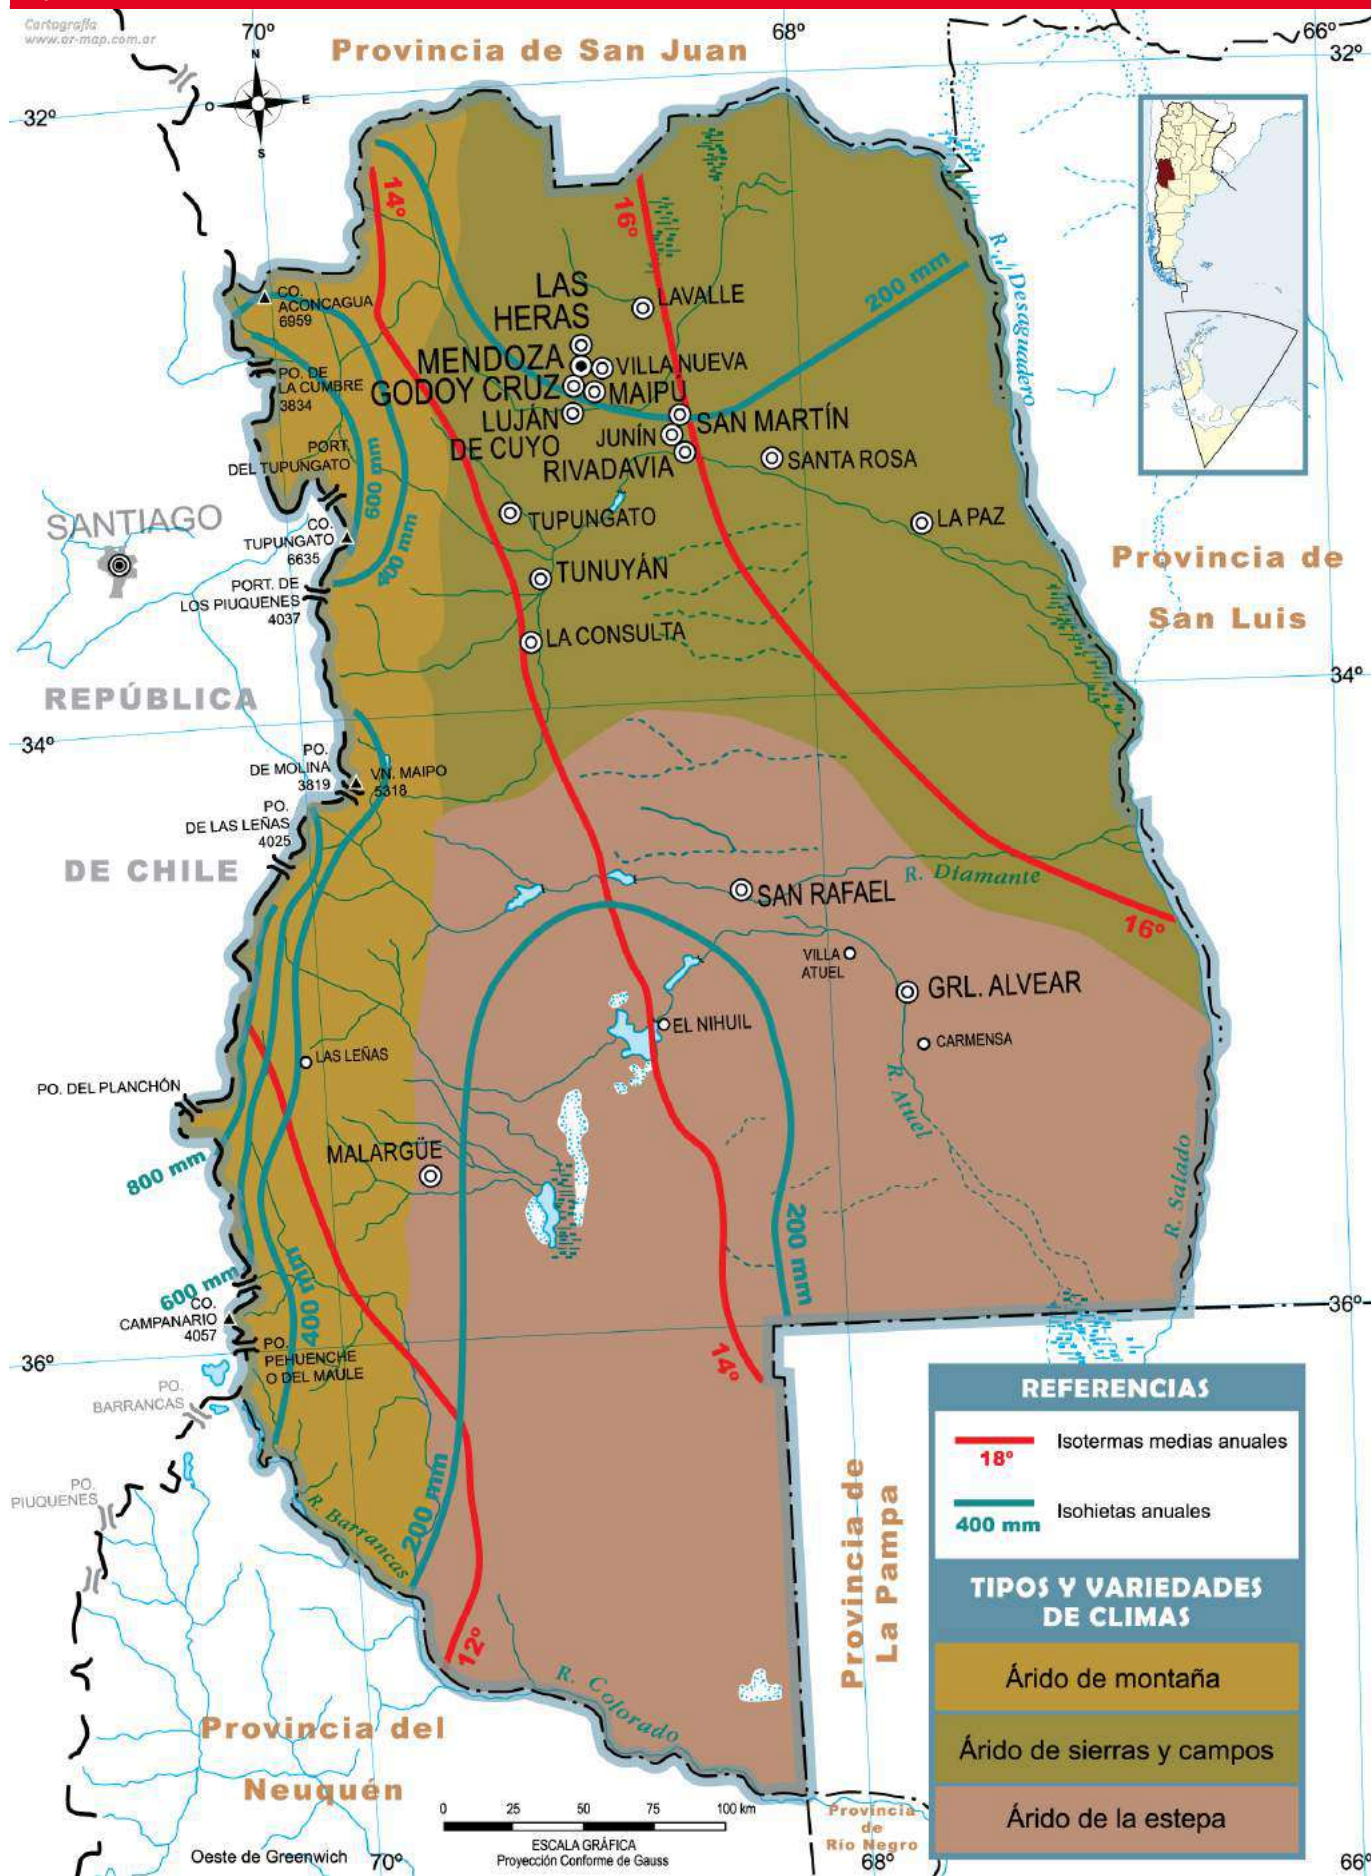 Cartografía
www.ar-map.com.ar
70º
68º
66º
32º
Provincia de San Juan
32º
N
O
E
S
14º
16º
R. Desaguadero
200 mm
CO.
ACONCAGUA
6959
LAS
HERAS
LAVALLE
MENDOZA
VILLA NUEVA
PO. DE
LA CUMBRE
3834
GODOY CRUZ
MAIPÚ
LUJÁN
DE CUYO
SAN MARTÍN
JUNÍN
RIVADAVIA
SANTA ROSA
PORT.
DEL TUPUNGATO
600 mm
400 mm
SANTIAGO
CO.
TUPUNGATO
6635
TUPUNGATO
LA PAZ
Provincia de
San Luis
TUNUYÁN
PORT. DE
LOS PIUQUENES
4037
LA CONSULTA
REPÚBLICA
34º
34º
PO.
DE MOLINA
3819
VN. MAIPO
5318
PO.
DE LAS LEÑAS
4025
DE CHILE
R. Diamante
SAN RAFAEL
16º
VILLA
ATUEL
GRL. ALVEAR
EL NIHUIL
CARMENSA
LAS LEÑAS
PO. DEL PLANCHÓN
R. Atuel
MALARGÜE
800 mm
R. Salado
200 mm
600 mm
400 mm
CO.
CAMPANARIO
4057
36º
PO.
PEHUENCHE
O DEL MAULE
36º
14º
PO.
BARRANCAS
PO.
PIUQUENES
R. Barrancas
200 mm
12º
R. Colorado
Provincia de
La Pampa
Provincia del
Neuquén
Provincia
de
Río Negro
REFERENCIAS
18º
Isotermas medias anuales
400 mm
Isohietas anuales
TIPOS Y VARIEDADES
DE CLIMAS
Árido de montaña
Árido de sierras y campos
Árido de la estepa
0 25 50 75 100 km
ESCALA GRÁFICA
Proyección Conforme de Gauss
Oeste de Greenwich
70º
68º
66º